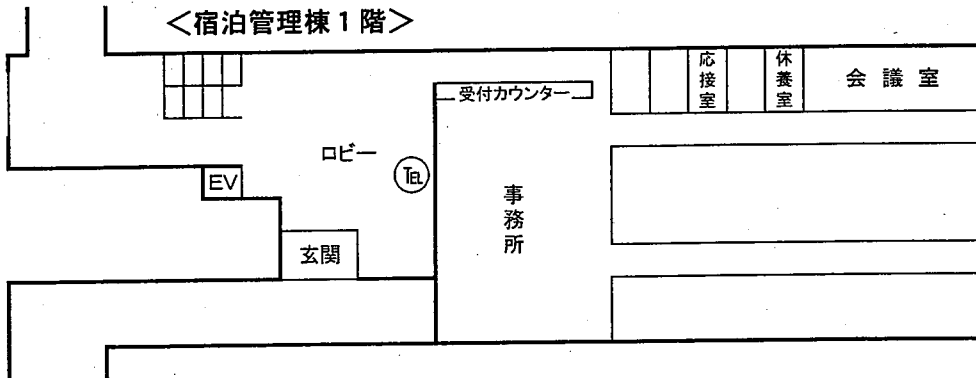 ＜宿泊管理棟1階＞
受付カウンター
応接室
休養室
会議室
ロビー
TEL
EV
事務所
玄関